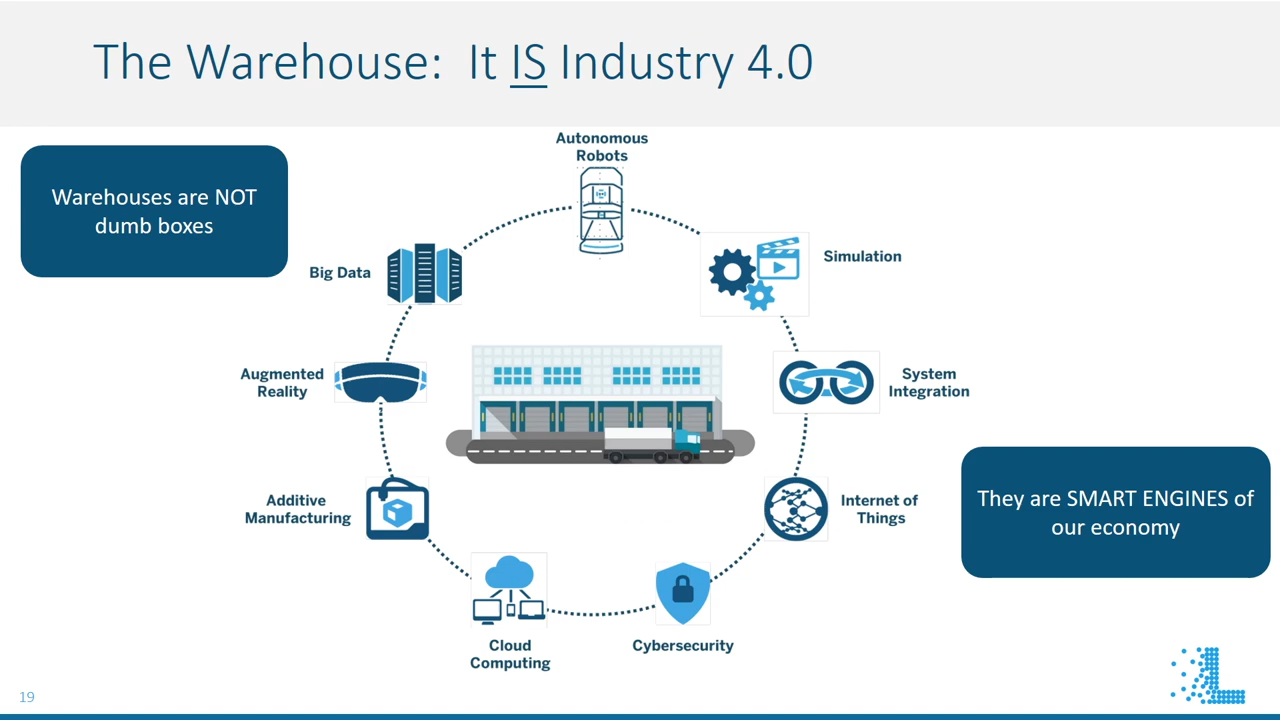 The Warehouse: It IS Industry 4.0
Warehouses are NOT
dumb boxes
Autonomous
Robots
Simulation
System
Integration
Internet of
Things
Cybersecurity
Cloud
Computing
Additive
Manufacturing
Augmented
Reality
Big Data
They are SMART ENGINES of
our economy
19